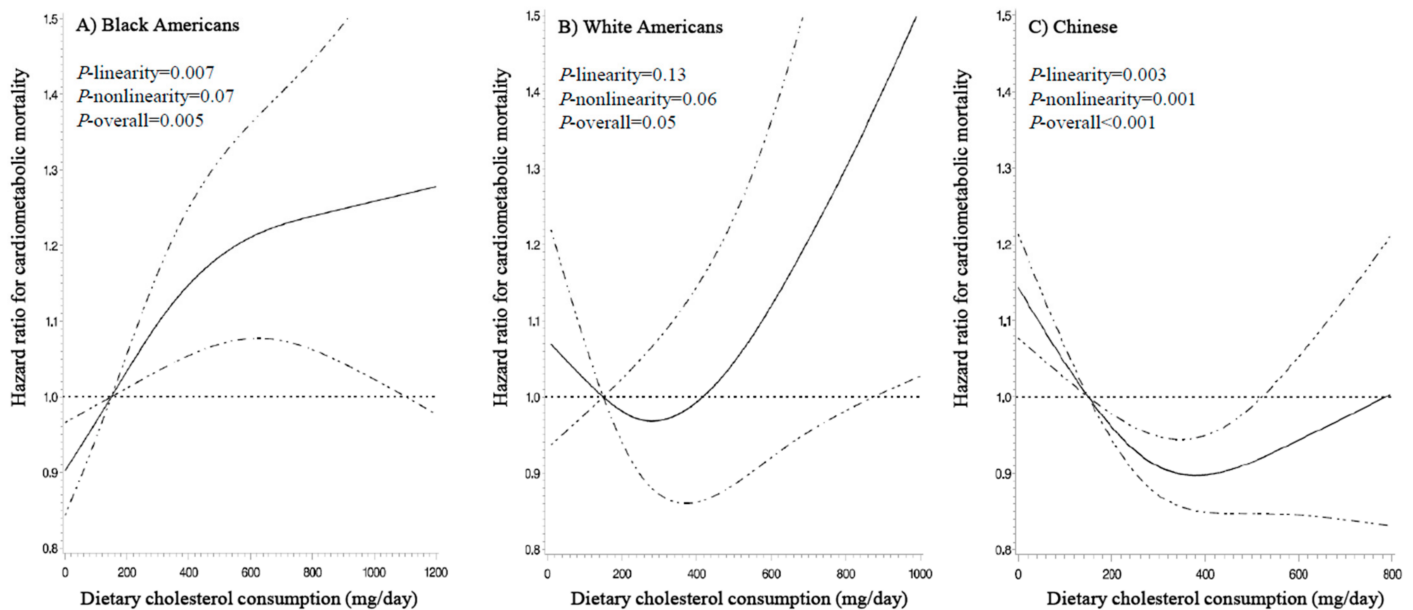 A) Black Americans
P-linearity=0.007
P-nonlinearity=0.07
P-overall=0.005
Hazard ratio for cardiometabolic mortality
1.5
1.4
1.3
1.2
1.1
1.0
0.9
0.8
0 200 400 600 800 1000 1200
Dietary cholesterol consumption (mg/day)
B) White Americans
P-linearity=0.13
P-nonlinearity=0.06
P-overall=0.05
Hazard ratio for cardiometabolic mortality
1.5
1.4
1.3
1.2
1.1
1.0
0.9
0.8
0 200 400 600 800 1000
Dietary cholesterol consumption (mg/day)
C) Chinese
P-linearity=0.003
P-nonlinearity=0.001
P-overall<0.001
Hazard ratio for cardiometabolic mortality
1.5
1.4
1.3
1.2
1.1
1.0
0.9
0.8
0 200 400 600 800
Dietary cholesterol consumption (mg/day)